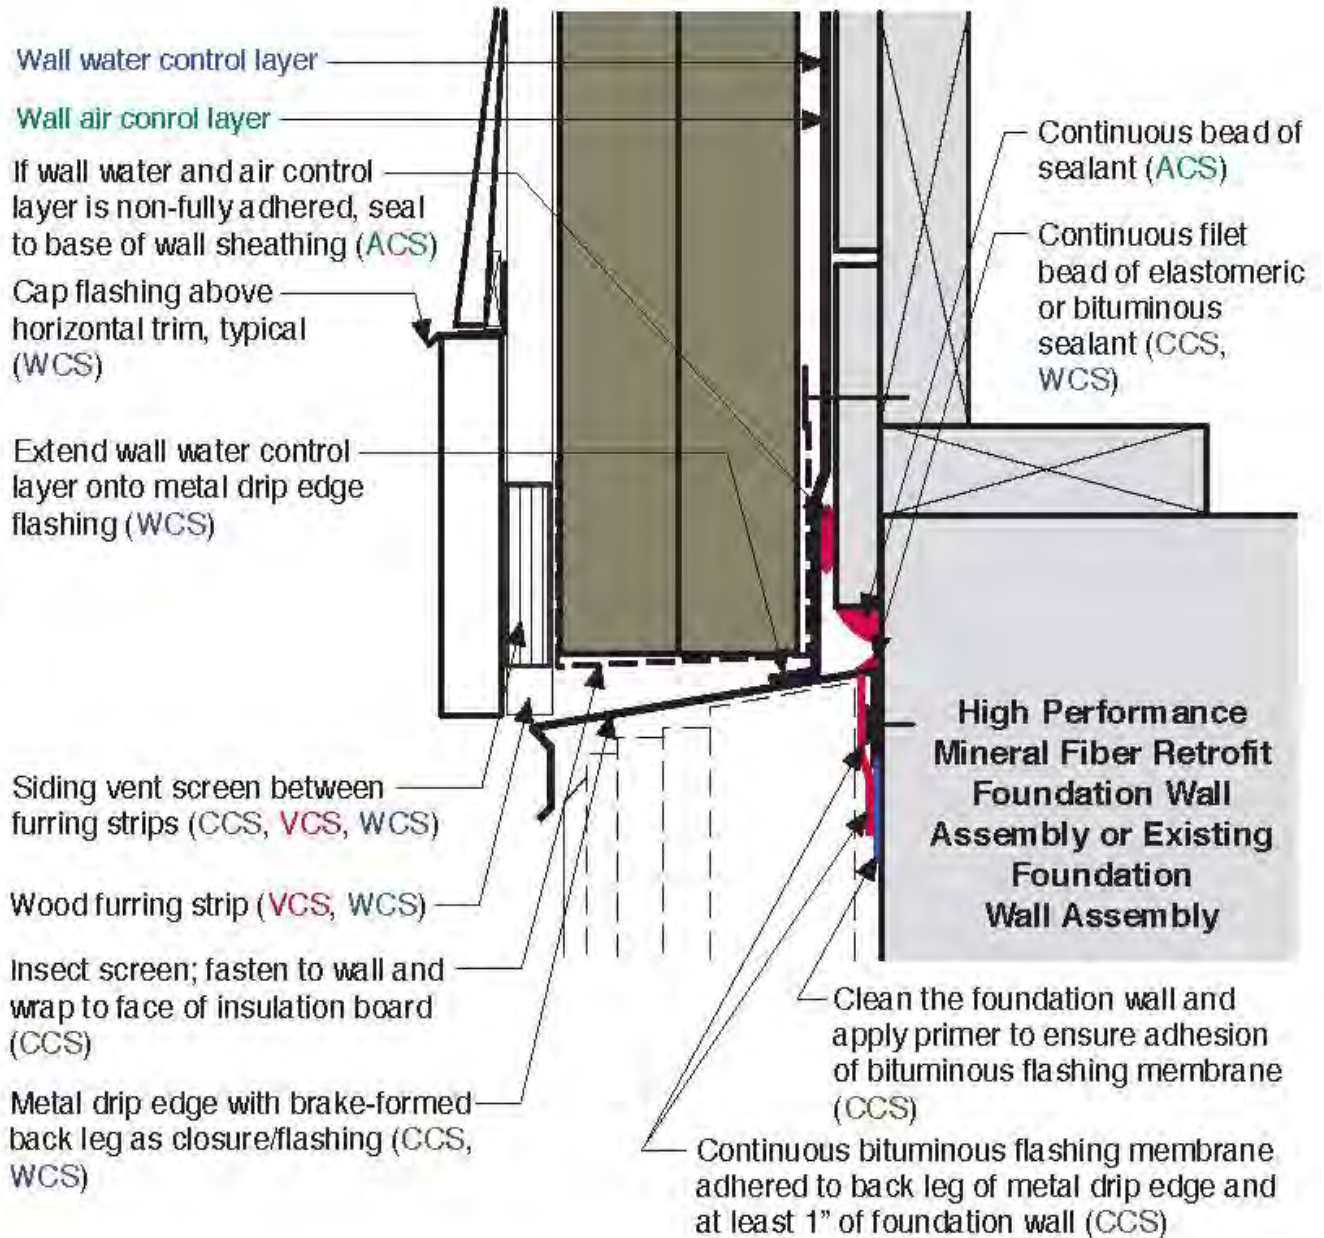 Wall water control layer
Wall air conrol layer
If wall water and air control
layer is non-fully adhered, seal
to base of wall sheathing (ACS)
Cap flashing above
horizontal trim, typical
(WCS)
Extend wall water control
layer onto metal drip edge
flashing (WCS)
Siding vent screen between
furring strips (CCS, VCS, WCS)
Wood furring strip (VCS, WCS)
Insect screen; fasten to wall and
wrap to face of insulation board
(CCS)
Metal drip edge with brake-formed
back leg as closure/flashing (CCS,
WCS)
Continuous bead of
sealant (ACS)
Continuous filet
bead of elastomeric
or bituminous
sealant (CCS,
WCS)
High Performance
Mineral Fiber Retrofit
Foundation Wall
Assembly or Existing
Foundation
Wall Assembly
Clean the foundation wall and
apply primer to ensure adhesion
of bituminous flashing membrane
(CCS)
Continuous bituminous flashing membrane
adhered to back leg of metal drip edge and
at least 1” of foundation wall (CCS)